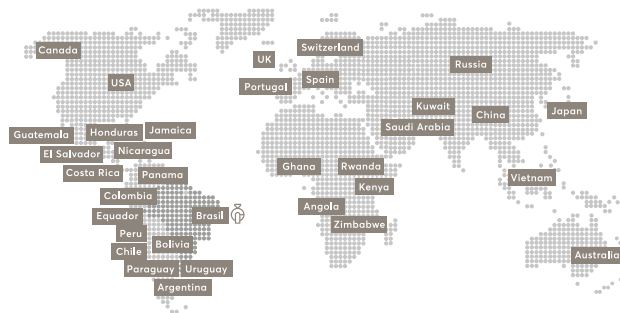 Canada
Switzerland
UK
Russia
USA
Spain
Portugal
Kuwait
China
Japan
Saudi Arabia
Guatemala
Honduras
Jamaica
El Salvador
Nicaragua
Costa Rica
Panama
Ghana
Rwanda
Vietnam
Kenya
Colombia
Angola
Equador
Brasil
Zimbabwe
Peru
Bolivia
Chile
Australia
Paraguay
Uruguay
Argentina